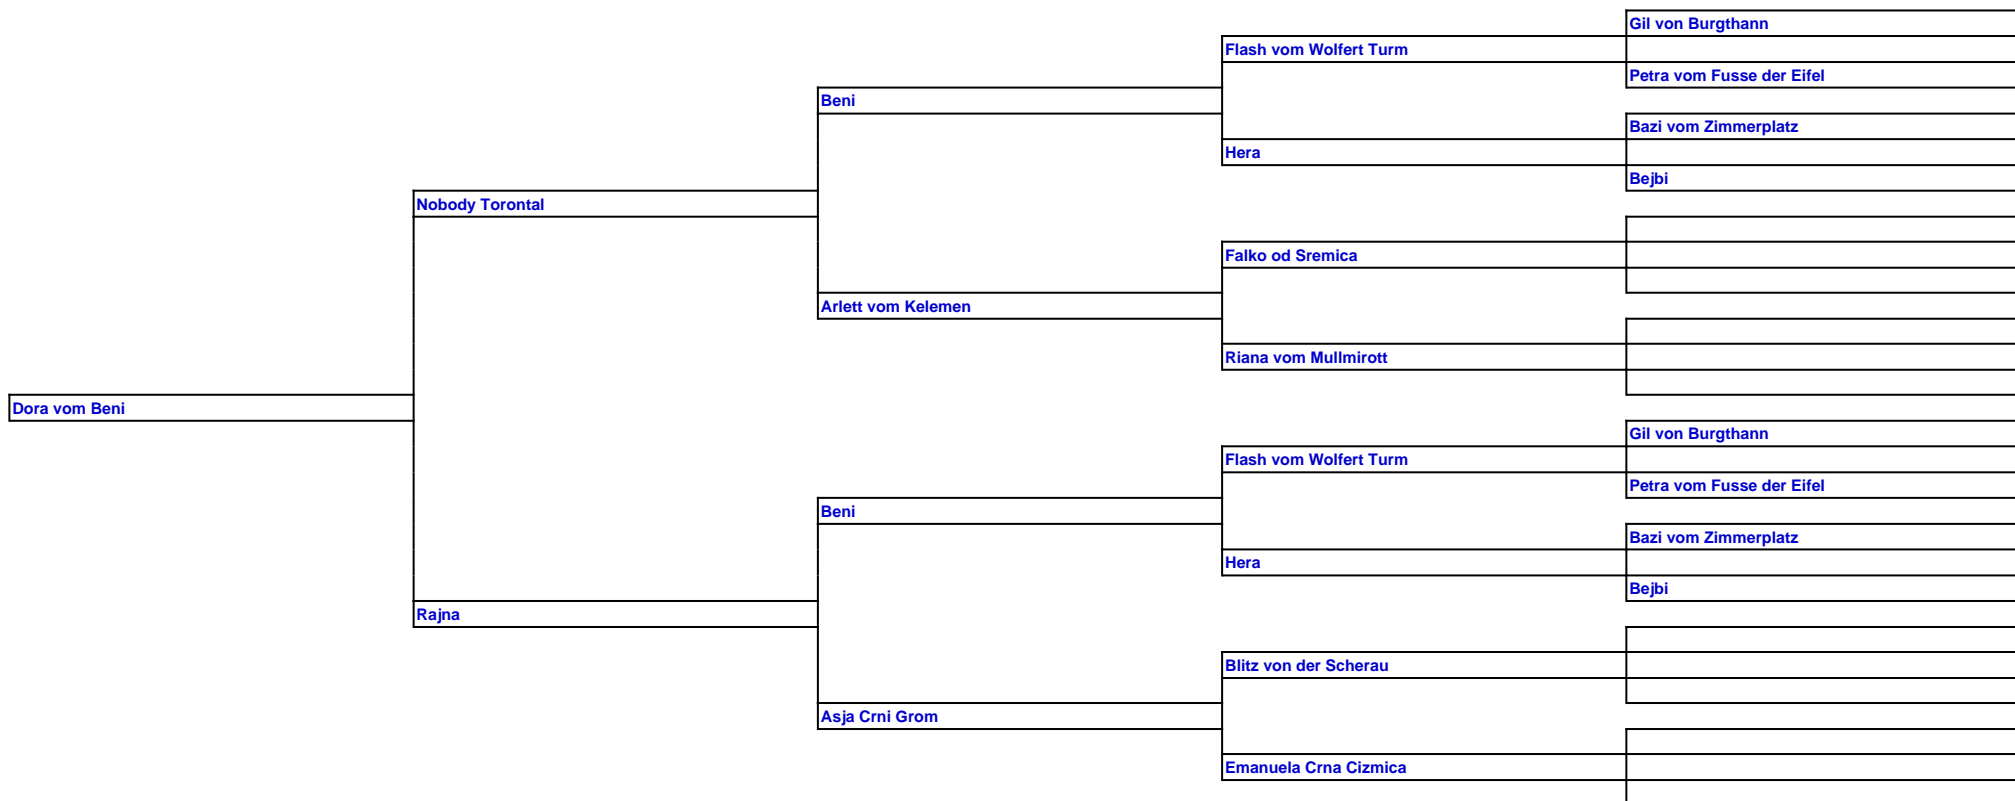 Gil von Burgthann
Flash vom Wolfert Turm
Petra vom Fusse der Eifel
Beni
Bazi vom Zimmerplatz
Hera
Bejbi
Nobody Torontal
Falko od Sremica
Arlett vom Kelemen
Riana vom Mullmirott
Dora vom Beni
Gil von Burgthann
Flash vom Wolfert Turm
Petra vom Fusse der Eifel
Beni
Bazi vom Zimmerplatz
Hera
Bejbi
Rajna
Blitz von der Scherau
Asja Crni Grom
Emanuela Crna Cizmica